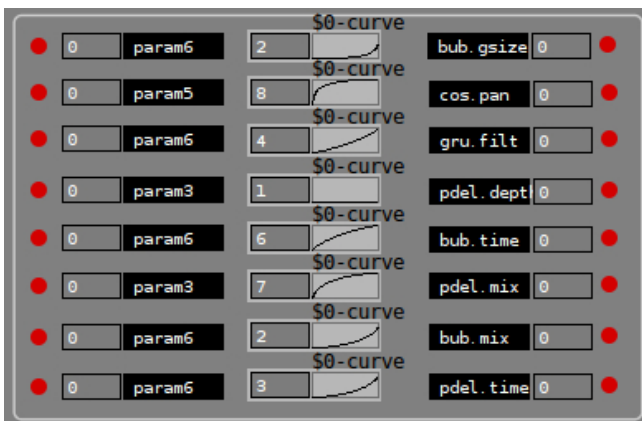 $0-curve
0 param6 2 bub.gsize 0
$0-curve
0 param5 8 cos.pan 0
$0-curve
0 param6 4 gru.filt 0
$0-curve
0 param3 1 pdel.dept 0
$0-curve
0 param6 6 bub.time 0
$0-curve
0 param3 7 pdel.mix 0
$0-curve
0 param6 2 bub.mix 0
$0-curve
0 param6 3 pdel.time 0